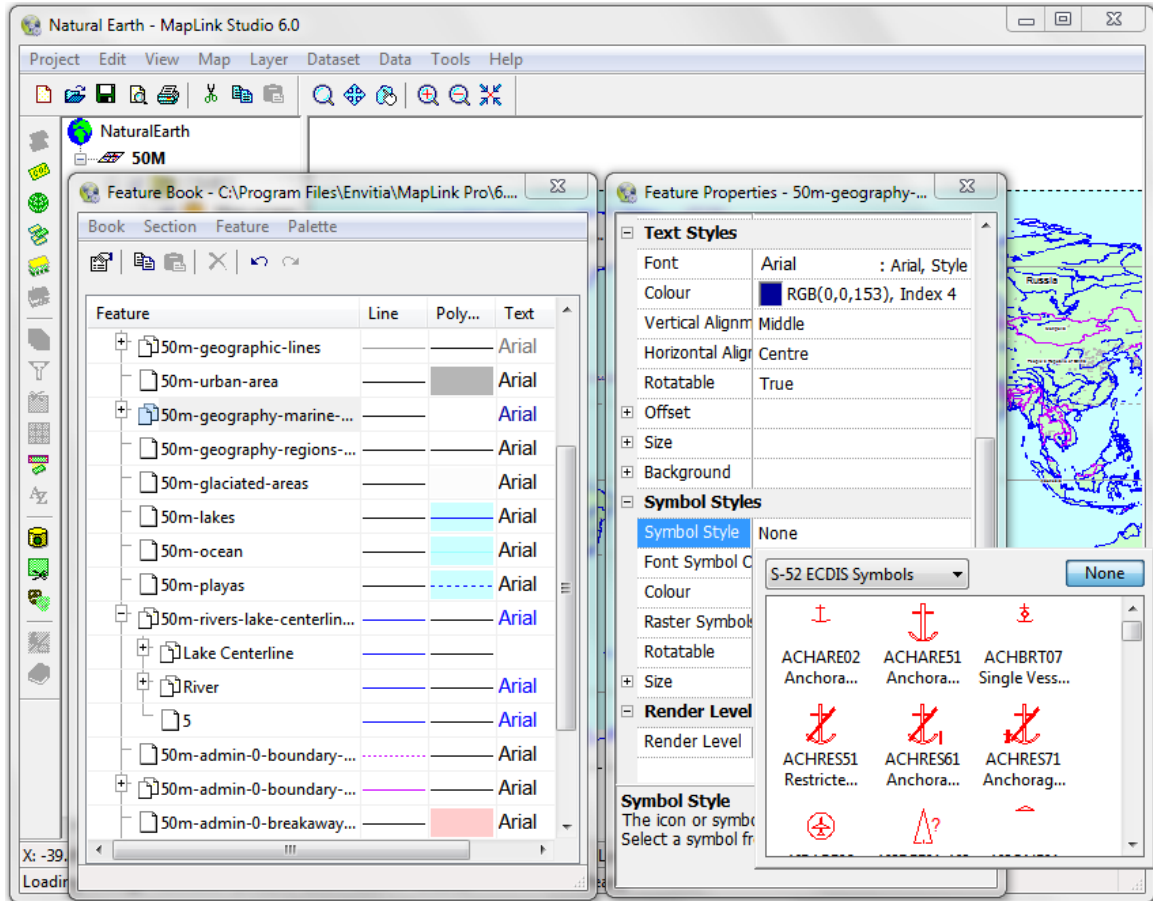 Natural Earth - MapLink Studio 6.0
Project Edit View Map Layer Dataset Data Tools Help
NaturalEarth
50M
Feature Book - C:\Program Files\Envitia\MapLink Pro\6....
Book Section Feature Palette
Feature Line Poly... Text
50m-geographic-lines Arial
50m-urban-area Arial
50m-geography-marine-... Arial
50m-geography-regions-... Arial
50m-glaciated-areas Arial
50m-lakes Arial
50m-ocean Arial
50m-playas Arial
50m-rivers-lake-centerlin... Arial
Lake Centerline
River Arial
5 Arial
50m-admin-0-boundary-... Arial
50m-admin-0-boundary-... Arial
50m-admin-0-breakaway... Arial
X: -39.
Loadin
Feature Properties - 50m-geography-...
Text Styles
Font Arial : Arial, Style
Colour RGB(0,0,153), Index 4
Vertical Alignm Middle
Horizontal Align Centre
Rotatable True
Offset
Size
Background
Symbol Styles
Symbol Style None
Font Symbol C
Colour
Raster Symbols
Rotatable
Size
Render Level
Render Level
Symbol Style
The icon or symbo
Select a symbol fr
S-52 ECDIS Symbols None
ACHARE02 ACHARE51 ACHBRT07
Anchora... Anchora... Single Vess...
ACHRES51 ACHRES61 ACHRES71
Restricte... Anchora... Anchorag...
Russia